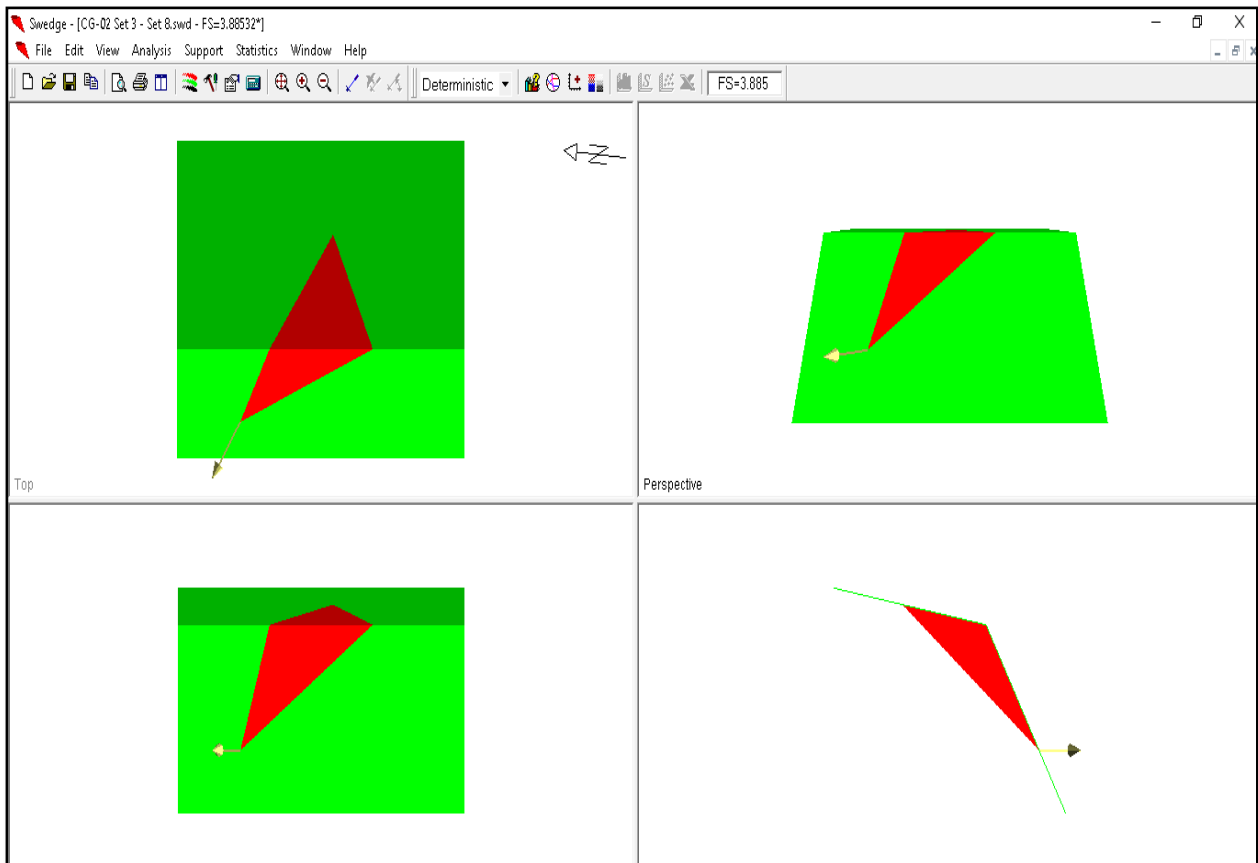 Swedge - [CG-02 Set 3 - Set 8.swd - FS=3.88532*]
File Edit View Analysis Support Statistics Window Help
Deterministic FS=3.885
N
Top
Perspective